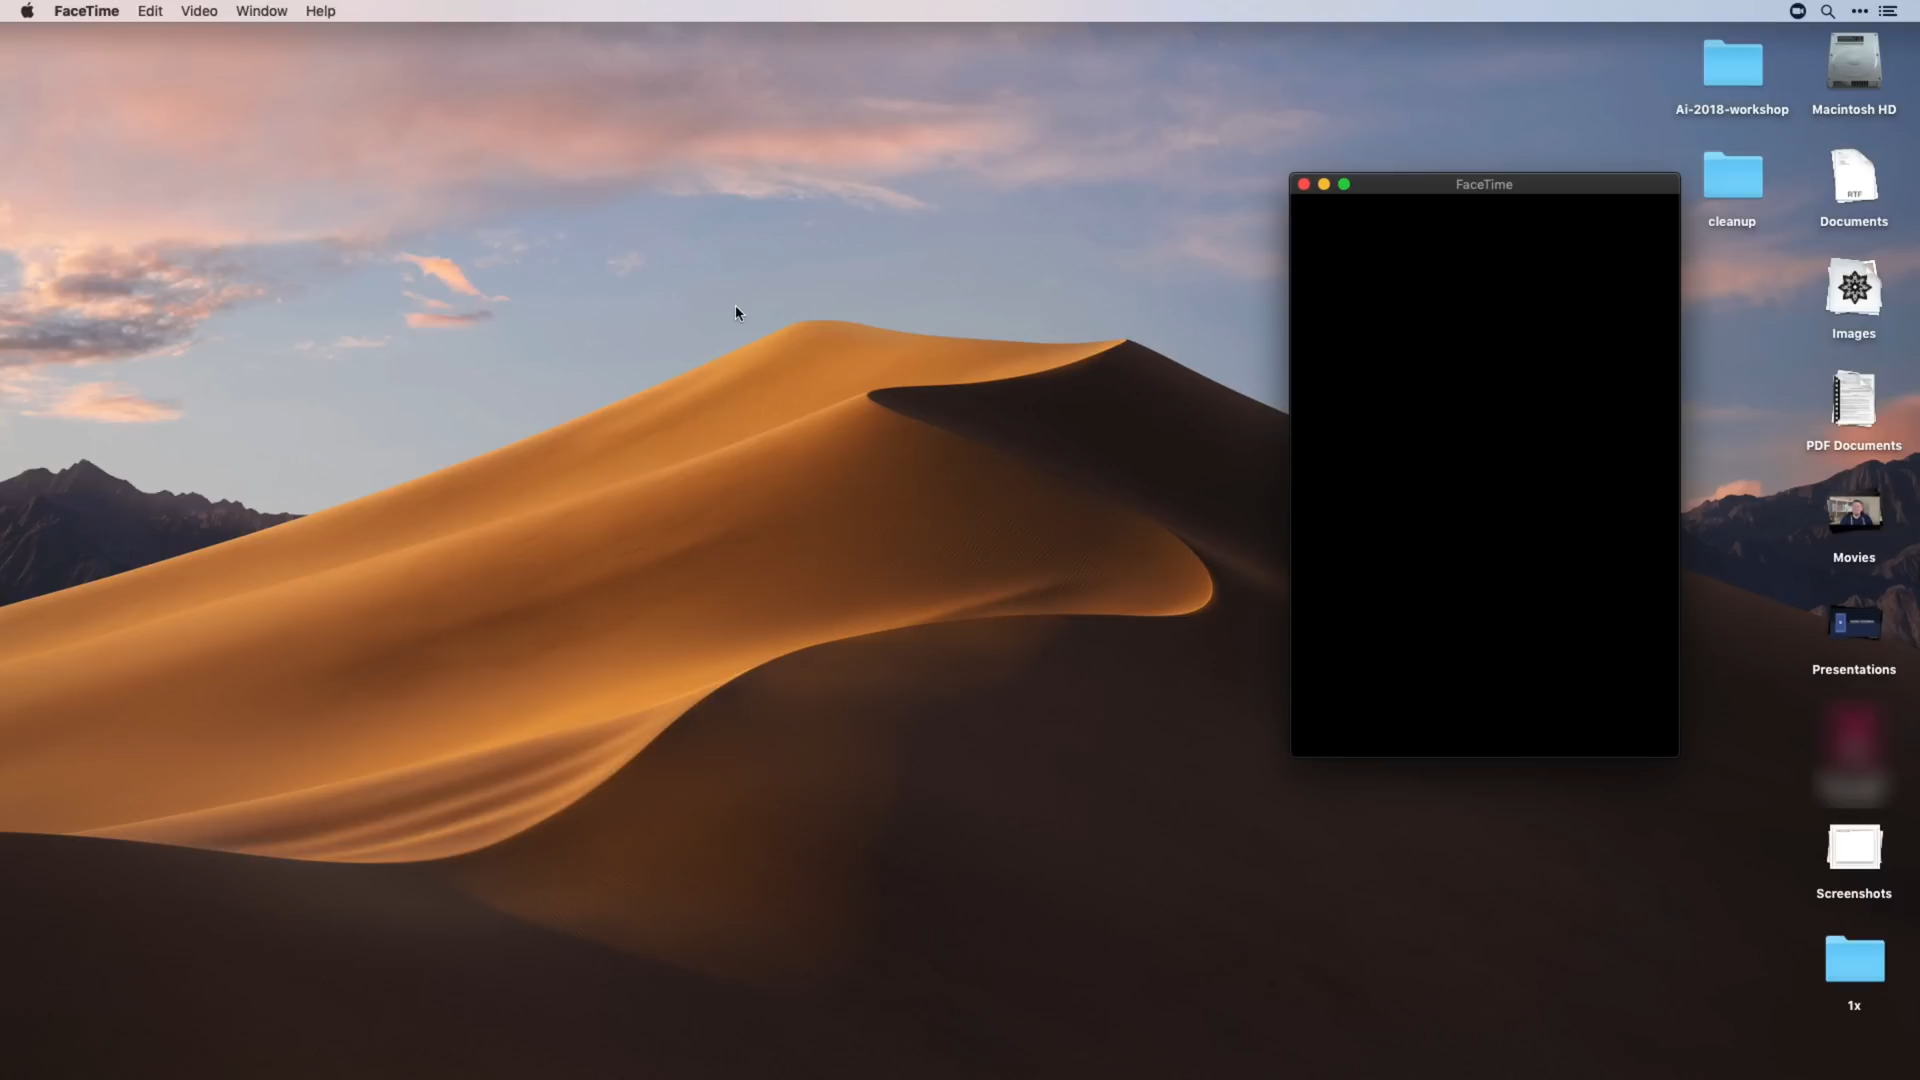 FaceTime Edit Video Window Help
Ai-2018-workshop
Macintosh HD
FaceTime
cleanup
RTF
Documents
Images
PDF Documents
Movies
Presentations
Screenshots
1x